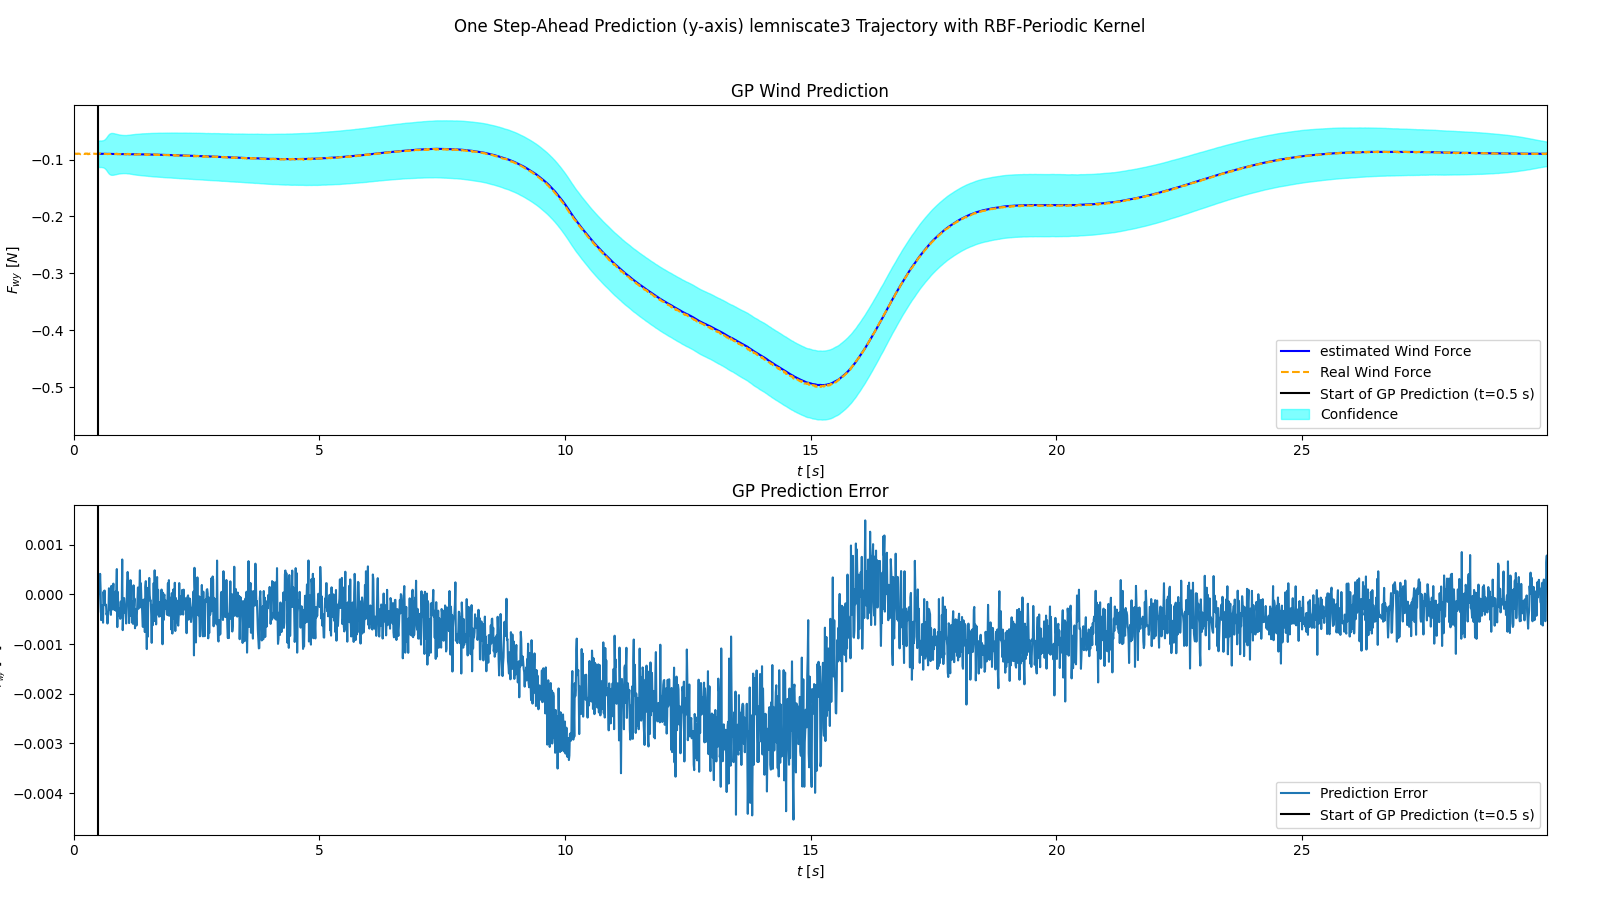 One Step-Ahead Prediction (y-axis) lemniscate3 Trajectory with RBF-Periodic Kernel
GP Wind Prediction
−0.1
−0.2
−0.3
−0.4
−0.5
F_wy [N]
estimated Wind Force
Real Wind Force
Start of GP Prediction (t=0.5 s)
Confidence
0 5 10 15 20 25
t [s]
GP Prediction Error
0.001
0.000
−0.001
−0.002
−0.003
−0.004
Prediction Error
Start of GP Prediction (t=0.5 s)
0 5 10 15 20 25
t [s]